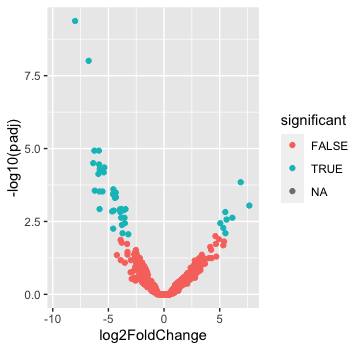 -log10(padj)
7.5
5.0
2.5
0.0
-10
-5
0
5
log2FoldChange
significant
FALSE
TRUE
NA